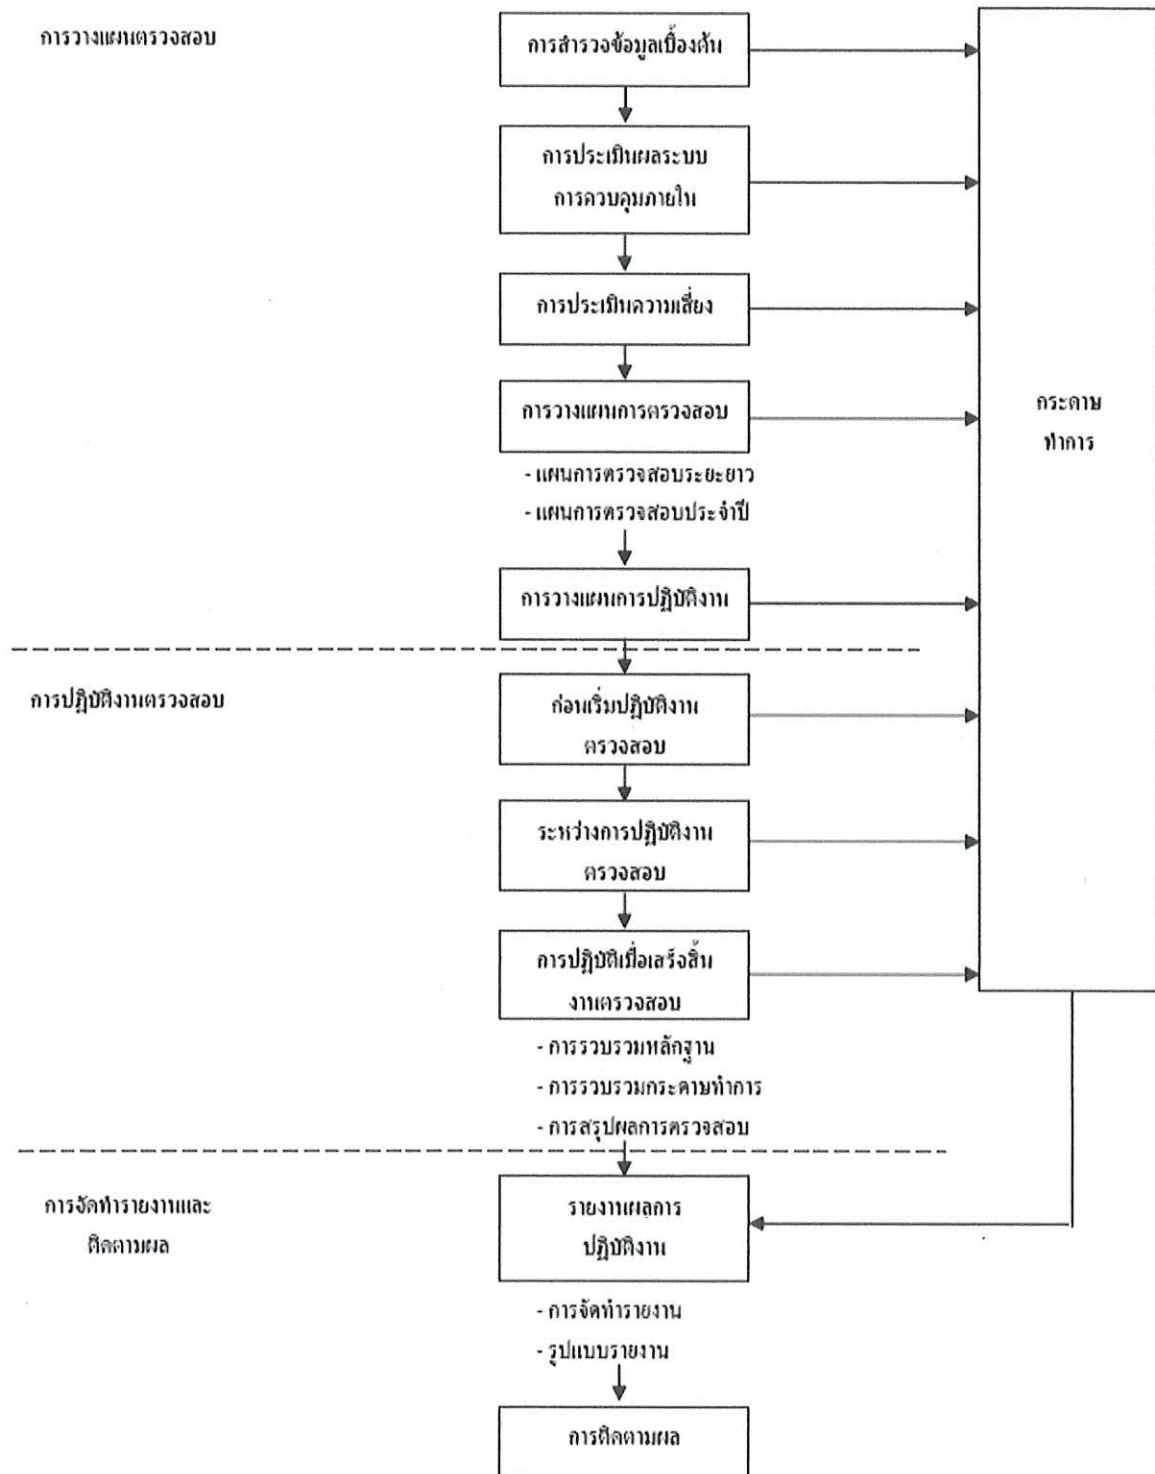 การวางแผนตรวจสอบ
การสำรวจข้อมูลเบื้องต้น
การประเมินผลระบบ
การควบคุมภายใน
การประเมินความเสี่ยง
การวางแผนการตรวจสอบ
- แผนการตรวจสอบระยะยาว
- แผนการตรวจสอบประจำปี
การวางแผนการปฏิบัติงาน
กระดาษ
ทำการ
การปฏิบัติงานตรวจสอบ
ก่อนเริ่มปฏิบัติงาน
ตรวจสอบ
ระหว่างการปฏิบัติงาน
ตรวจสอบ
การปฏิบัติเมื่อเสร็จสิ้น
งานตรวจสอบ
- การรวบรวมหลักฐาน
- การรวบรวมกระดาษทำการ
- การสรุปผลการตรวจสอบ
การจัดทำรายงานและ
ติดตามผล
รายงานผลการ
ปฏิบัติงาน
- การจัดทำรายงาน
- รูปแบบรายงาน
การติดตามผล